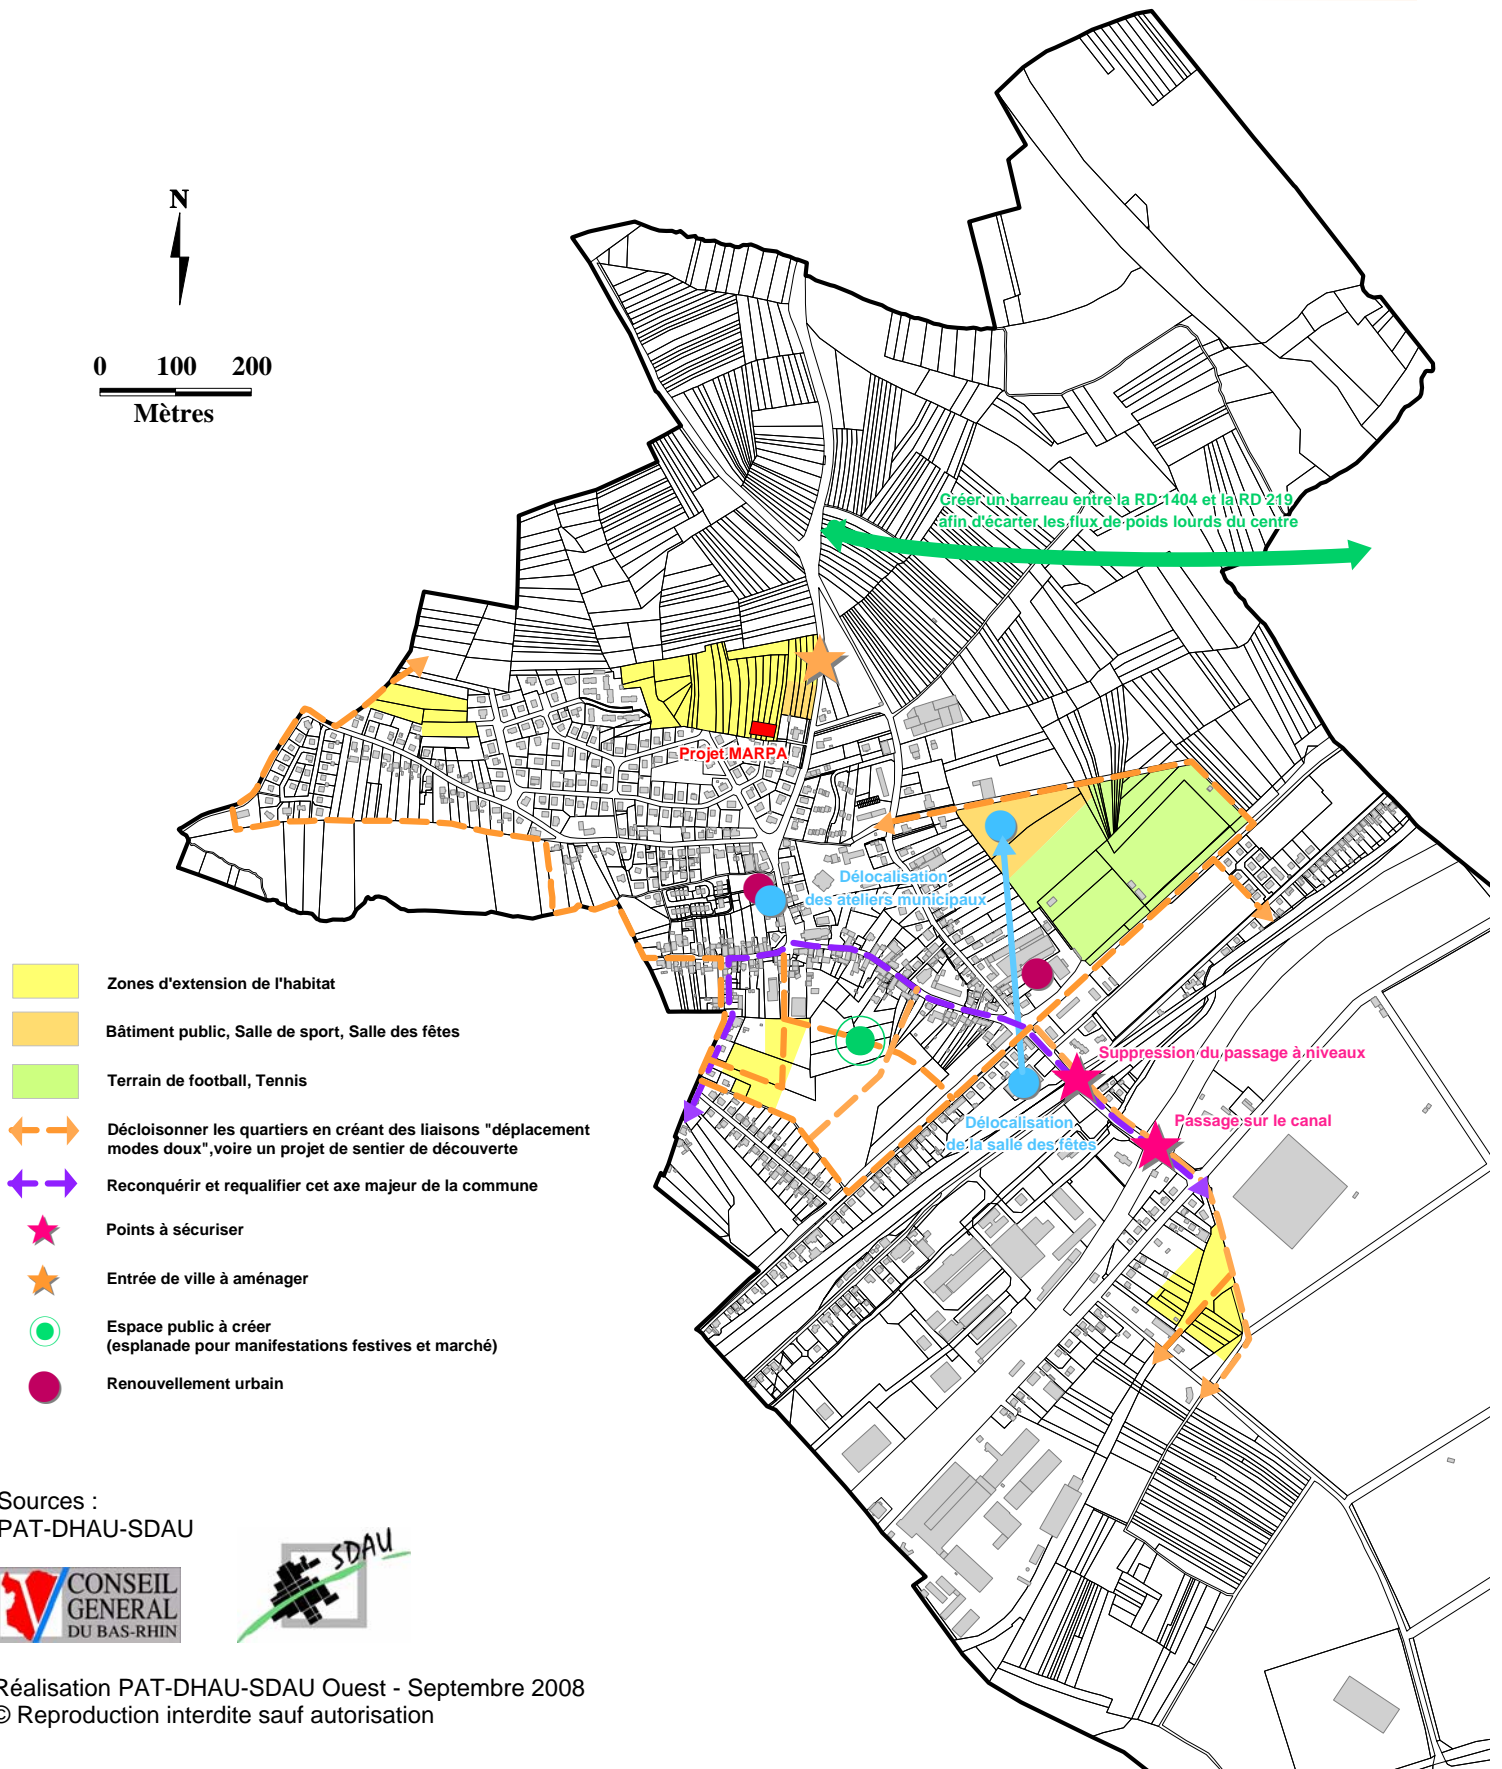 N
0 100 200
Mètres
Créer un barreau entre la RD 1404 et la RD 219
afin d'écarter les flux de poids lourds du centre
Projet MARPA
Délocalisation
des atéliers municipaux
Suppression du passage à niveaux
Passage sur le canal
Délocalisation
de la salle des fêtes
Zones d'extension de l'habitat
Bâtiment public, Salle de sport, Salle des fêtes
Terrain de football, Tennis
Décloisonner les quartiers en créant des liaisons "déplacement
modes doux",voire un projet de sentier de découverte
Reconquérir et requalifier cet axe majeur de la commune
Points à sécuriser
Entrée de ville à aménager
Espace public à créer
(esplanade pour manifestations festives et marché)
Renouvellement urbain
Sources :
PAT-DHAU-SDAU
CONSEIL
GENERAL
DU BAS-RHIN
SDAU
Réalisation PAT-DHAU-SDAU Ouest - Septembre 2008
© Reproduction interdite sauf autorisation